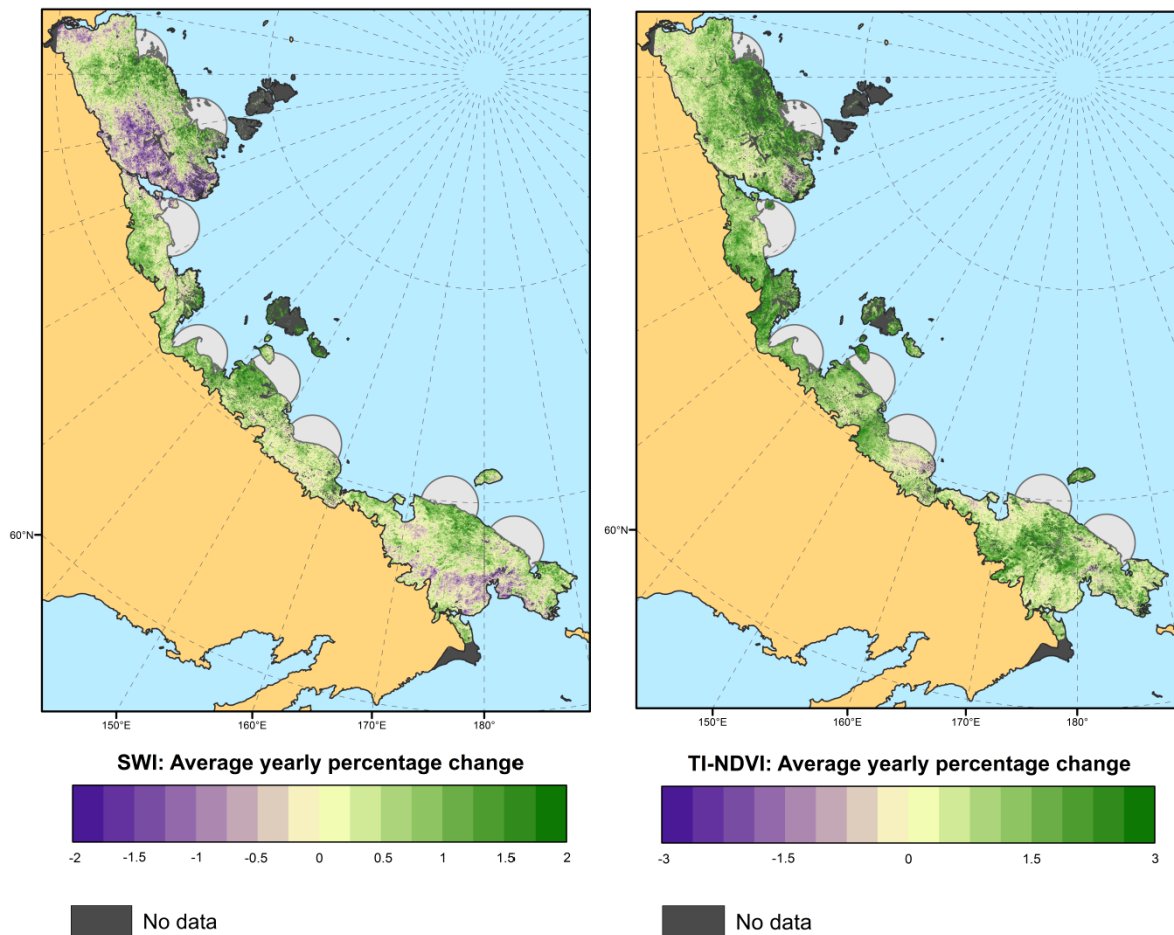 60°N
150°E
160°E
170°E
180°
SWI: Average yearly percentage change
-2 -1.5 -1 -0.5 0 0.5 1 1.5 2
No data
60°N
150°E
160°E
170°E
180°
TI-NDVI: Average yearly percentage change
-3 -1.5 0 1.5 3
No data